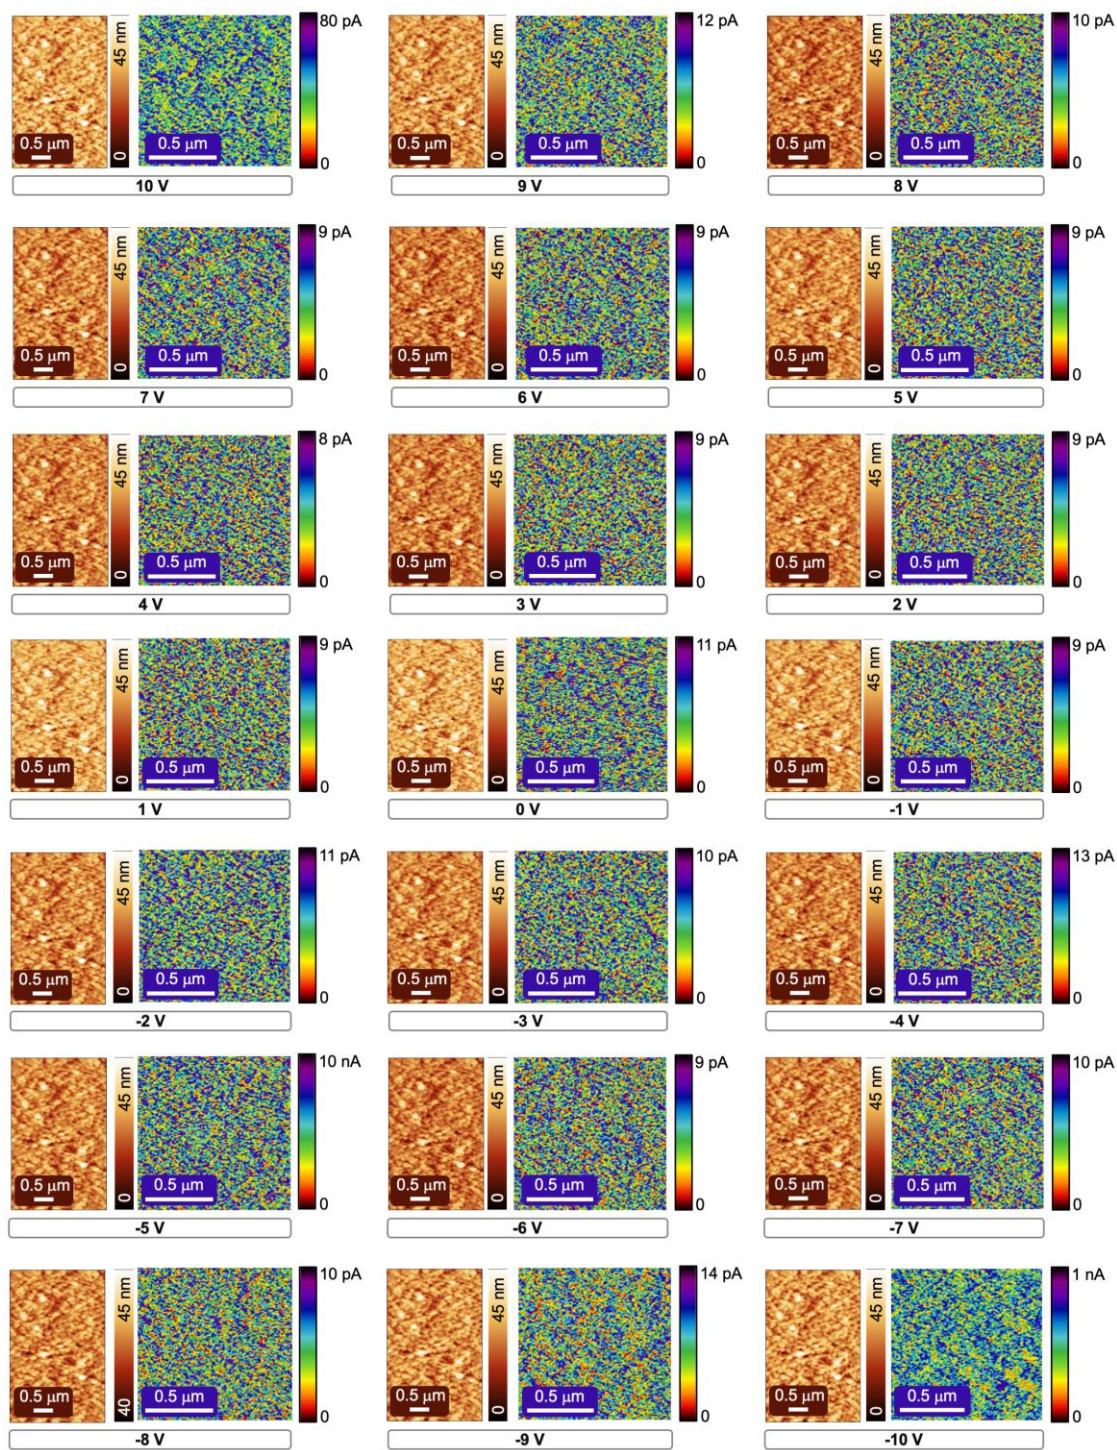 80 pA
45 nm
0.5 µm
0.5 µm
0
0
10 V
12 pA
45 nm
0.5 µm
0.5 µm
0
0
9 V
10 pA
45 nm
0.5 µm
0.5 µm
0
0
8 V
9 pA
45 nm
0.5 µm
0.5 µm
0
0
7 V
9 pA
45 nm
0.5 µm
0.5 µm
0
0
6 V
9 pA
45 nm
0.5 µm
0.5 µm
0
0
5 V
8 pA
45 nm
0.5 µm
0.5 µm
0
0
4 V
9 pA
45 nm
0.5 µm
0.5 µm
0
0
3 V
9 pA
45 nm
0.5 µm
0.5 µm
0
0
2 V
9 pA
45 nm
0.5 µm
0.5 µm
0
0
1 V
11 pA
45 nm
0.5 µm
0.5 µm
0
0
0 V
9 pA
45 nm
0.5 µm
0.5 µm
0
0
-1 V
11 pA
45 nm
0.5 µm
0.5 µm
0
0
-2 V
10 pA
45 nm
0.5 µm
0.5 µm
0
0
-3 V
13 pA
45 nm
0.5 µm
0.5 µm
0
0
-4 V
10 nA
45 nm
0.5 µm
0.5 µm
0
0
-5 V
9 pA
45 nm
0.5 µm
0.5 µm
0
0
-6 V
10 pA
45 nm
0.5 µm
0.5 µm
0
0
-7 V
10 pA
45 nm
0.5 µm
0.5 µm
40
0
-8 V
14 pA
45 nm
0.5 µm
0.5 µm
0
0
-9 V
1 nA
45 nm
0.5 µm
0.5 µm
0
0
-10 V